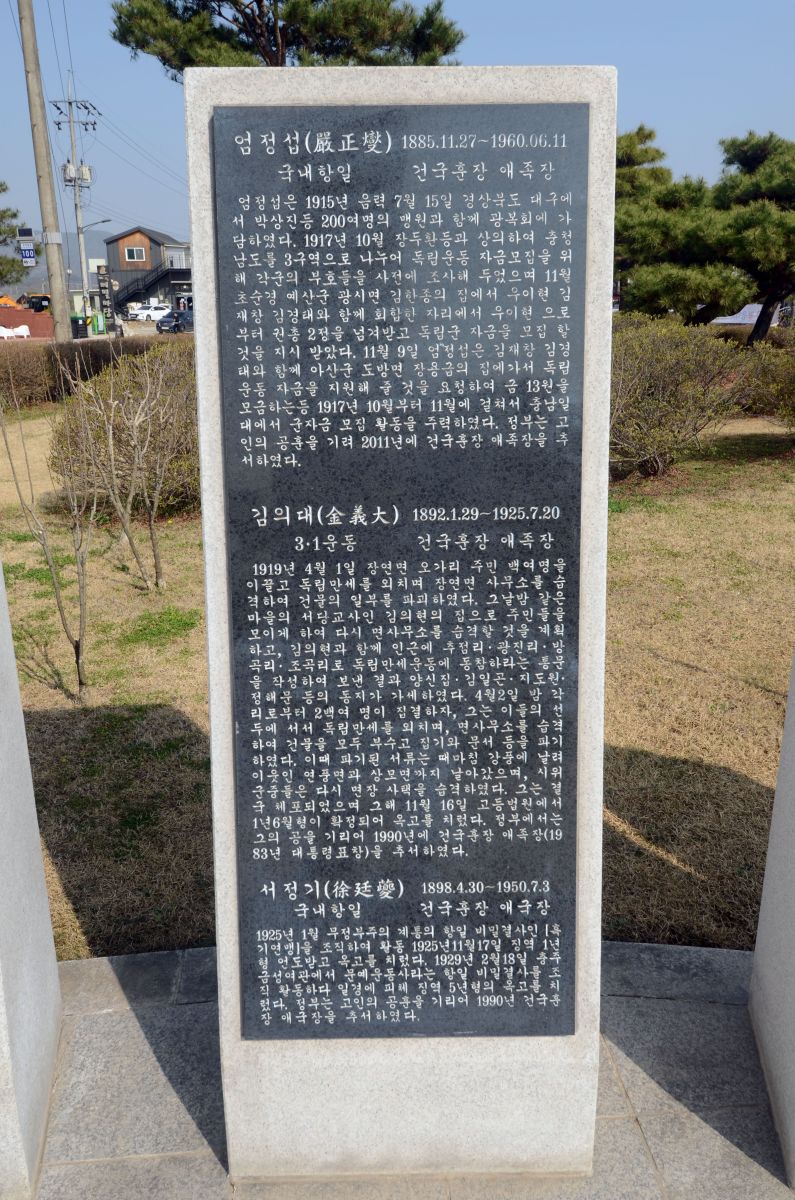 엄정섭(嚴正燮) 1885.11.27~1960.06.11
국내항일 건국훈장 애족장
엄정섭은 1915년 음력 7월 15일 경상북도 대구에
서 박상진등 200여명의 맹원과 함께 광복회에 가
담하였다. 1917년 10월 장두환등과 상의하여 충청
남도를 3구역으로 나누어 독립운동 자금모집을 위
해 각군의 부호들을 사전에 조사해 두었으며 11월
초순경 예산군 광시면 김한종의 집에서 우이현 김
재창 김경태와 함께 회합한 자리에서 우이현 으로
부터 권총 2정을 넘겨받고 독립군 자금을 모집 할
것을 지시 받았다. 11월 9일 엄정섭은 김재창 김경
태와 함께 아산군 도방면 장용급의 집에가서 독립
운동 자금을 지원해 줄 것을 요청하여 금 13원을
모금하는등 1917년 10월부터 11월에 걸쳐서 충남일
대에서 군자금 모집 활동을 주력하였다. 정부는 고
인의 공훈을 기려 2011년에 건국훈장 애족장을 추
서하였다.
김의대(金義大) 1892.1.29~1925.7.20
3·1운동 건국훈장 애족장
1919년 4월 1일 장연면 오가리 주민 백여명을
이끌고 독립만세를 외치며 장연면 사무소를 습
격하여 건물의 일부를 파괴하였다. 그날밤 같은
마을의 서당교사인 김의현의 집으로 주민들을
모이게 하여 다시 면사무소를 습격할 것을 계획
하고, 김의현과 함께 인근에 추점리·광진리·방
곡리·조곡리로 독립만세운동에 동참하라는 통문
을 작성하여 보낸 결과 양신집·김일곤·지도원·
정해문 등의 동지가 가세하였다. 4월2일 밤 각
리로부터 2백여 명이 집결하자, 그는 이들의 선
두에 서서 독립만세를 외치며, 면사무소를 습격
하여 건물을 모두 부수고 집기와 문서 등을 파기
하였다. 이때 파기된 서류는 때마침 강풍에 날려
이웃인 연풍면과 상모면까지 날아갔으며, 시위
군중들은 다시 면장 사택을 습격하였다. 그는 결
국 체포되었으며 그해 11월 16일 고등법원에서
1년6월형이 확정되어 옥고를 치렀다. 정부에서는
그의 공을 기리어 1990년에 건국훈장 애족장(19
83년 대통령표창)을 추서하였다.
서정기(徐廷夔) 1898.4.30~1950.7.3
국내항일 건국훈장 애국장
1925년 1월 무정부주의 계통의 항일 비밀결사인 [흑
기연맹]을 조직하여 활동 1925년11월17일 징역 1년
형 언도받고 옥고를 치렀다. 1929년 2월18일 충주
금성여관에서 문예운동사라는 항일 비밀결사를 조
직 활동하다 일경에 피체 징역 5년형의 옥고를 치
렀다. 정부는 고인의 공훈을 기리어 1990년 건국훈
장 애국장을 추서하였다.
100